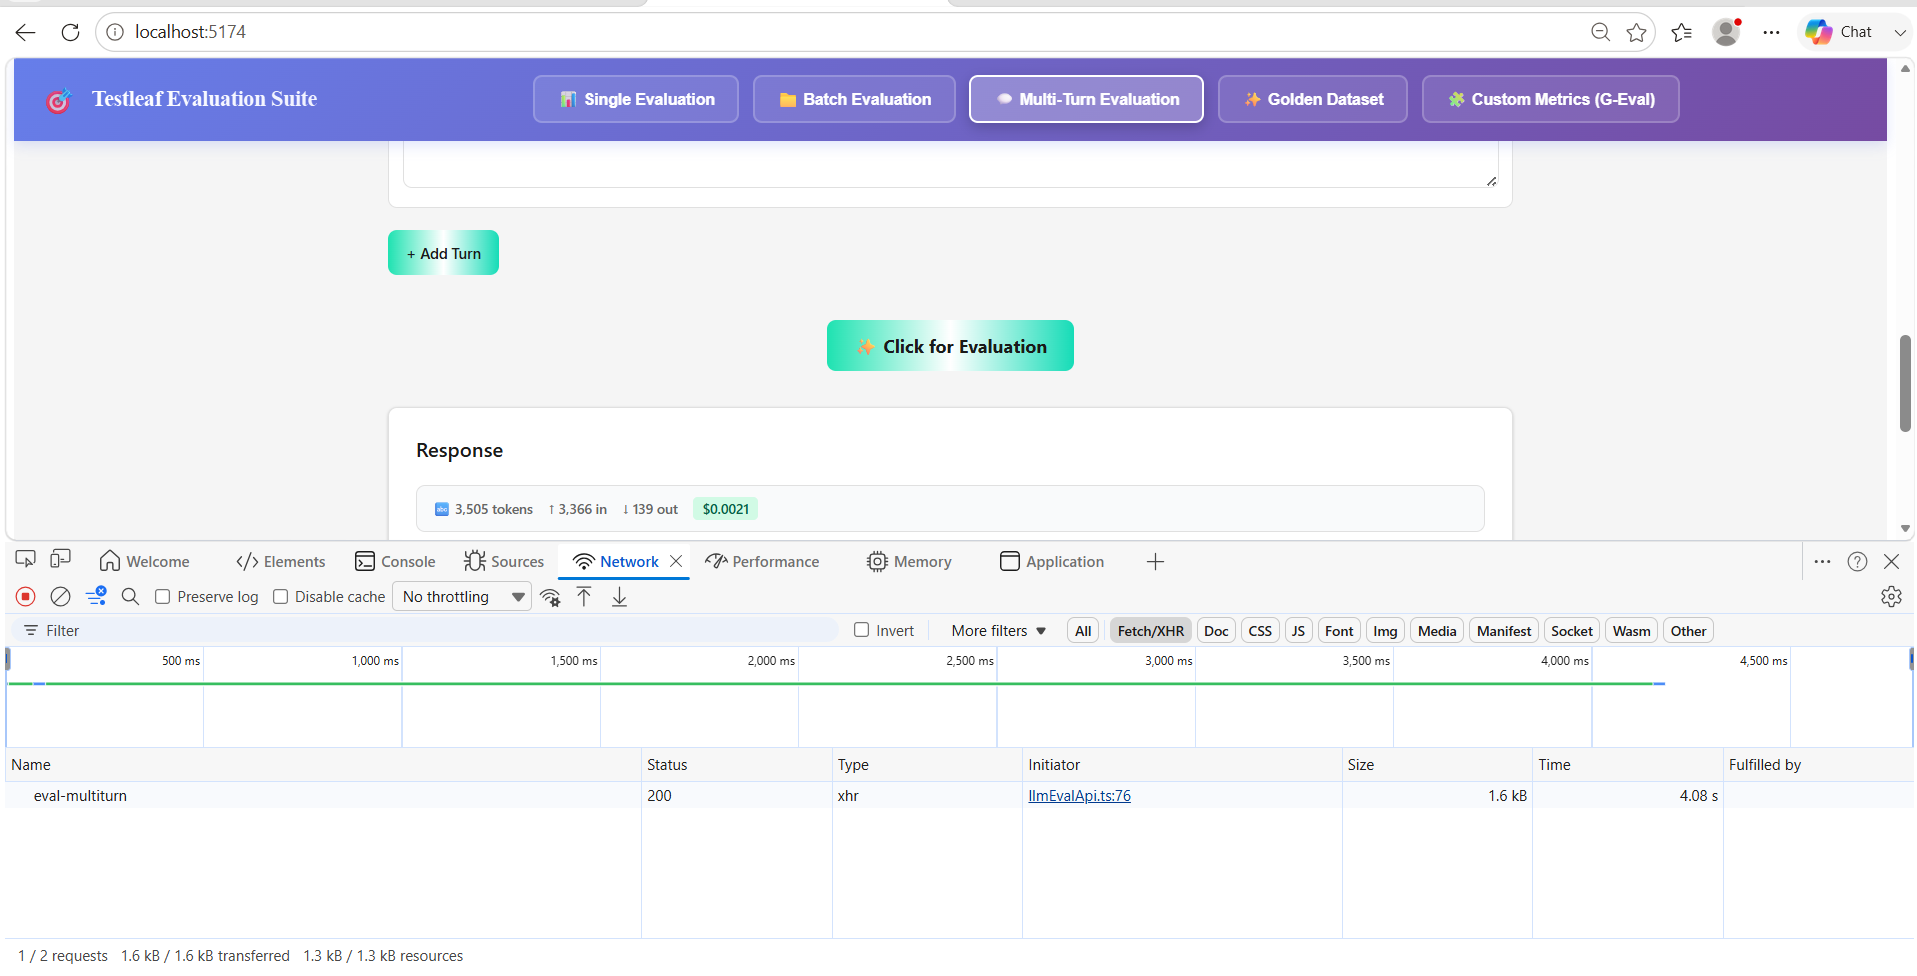 localhost:5174
Chat
Testleaf Evaluation Suite
Single Evaluation
Batch Evaluation
Multi-Turn Evaluation
Golden Dataset
Custom Metrics (G-Eval)
+ Add Turn
Click for Evaluation
Response
abc 3,505 tokens ↑ 3,366 in ↓ 139 out $0.0021
Welcome Elements Console Sources Network Performance Memory Application
Preserve log Disable cache No throttling
Filter Invert More filters All Fetch/XHR Doc CSS JS Font Img Media Manifest Socket Wasm Other
500 ms 1,000 ms 1,500 ms 2,000 ms 2,500 ms 3,000 ms 3,500 ms 4,000 ms 4,500 ms
Name Status Type Initiator Size Time Fulfilled by
eval-multiturn 200 xhr llmEvalApi.ts:76 1.6 kB 4.08 s
1 / 2 requests 1.6 kB / 1.6 kB transferred 1.3 kB / 1.3 kB resources